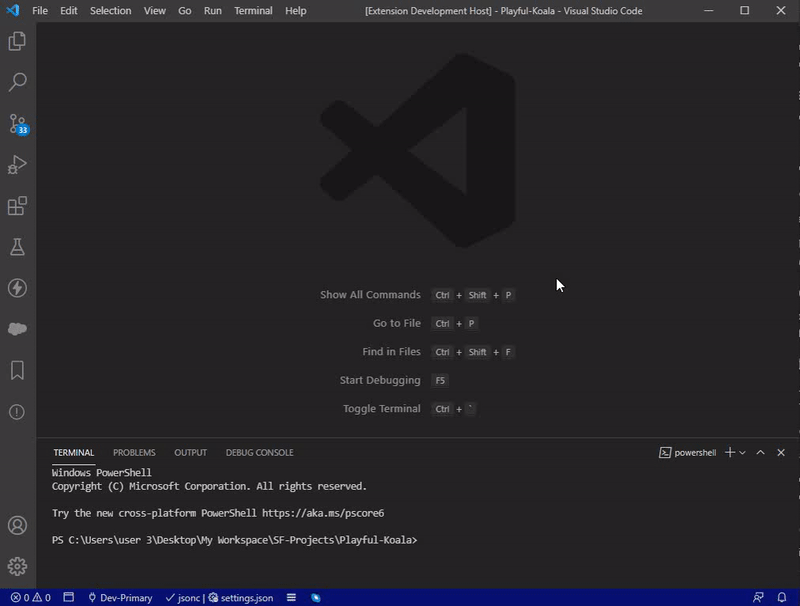 File Edit Selection View Go Run Terminal Help [Extension Development Host] - Playful-Koala - Visual Studio Code
33
Show All Commands Ctrl + Shift + P
Go to File Ctrl + P
Find in Files Ctrl + Shift + F
Start Debugging F5
Toggle Terminal Ctrl + `
TERMINAL PROBLEMS OUTPUT DEBUG CONSOLE powershell
Windows PowerShell
Copyright (C) Microsoft Corporation. All rights reserved.
Try the new cross-platform PowerShell https://aka.ms/pscore6
PS C:\Users\user 3\Desktop\My Workspace\SF-Projects\Playful-Koala>
0 0 Dev-Primary jsonc | settings.json